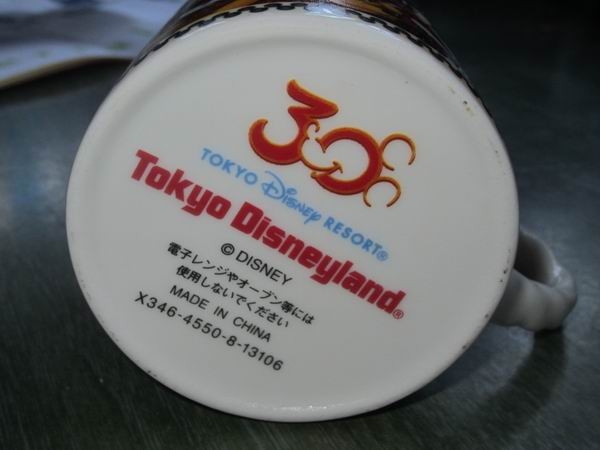 30
TOKYO Disney RESORT®
Tokyo Disneyland®
© DISNEY
電子レンジやオーブン等には
使用しないでください
MADE IN CHINA
X346-4550-8-13106